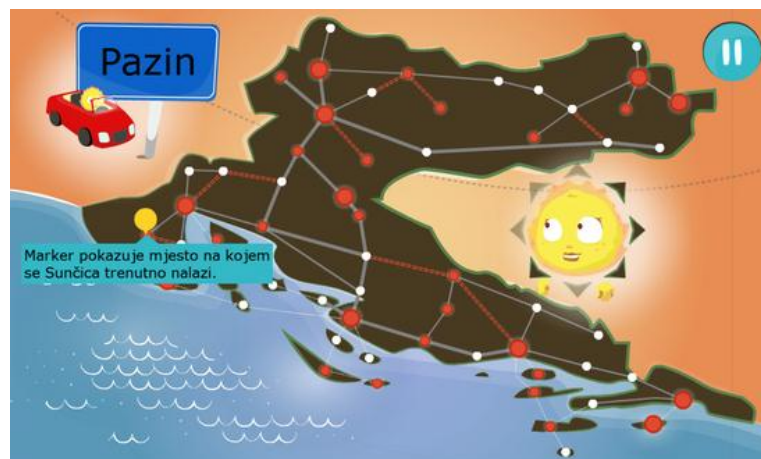 Pazin
Marker pokazuje mjesto na kojem
se Sunčica trenutno nalazi.